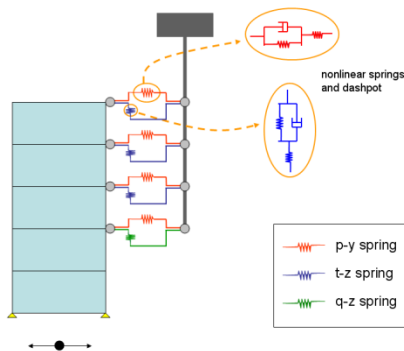 nonlinear springs
and dashpot
p-y spring
t-z spring
q-z spring